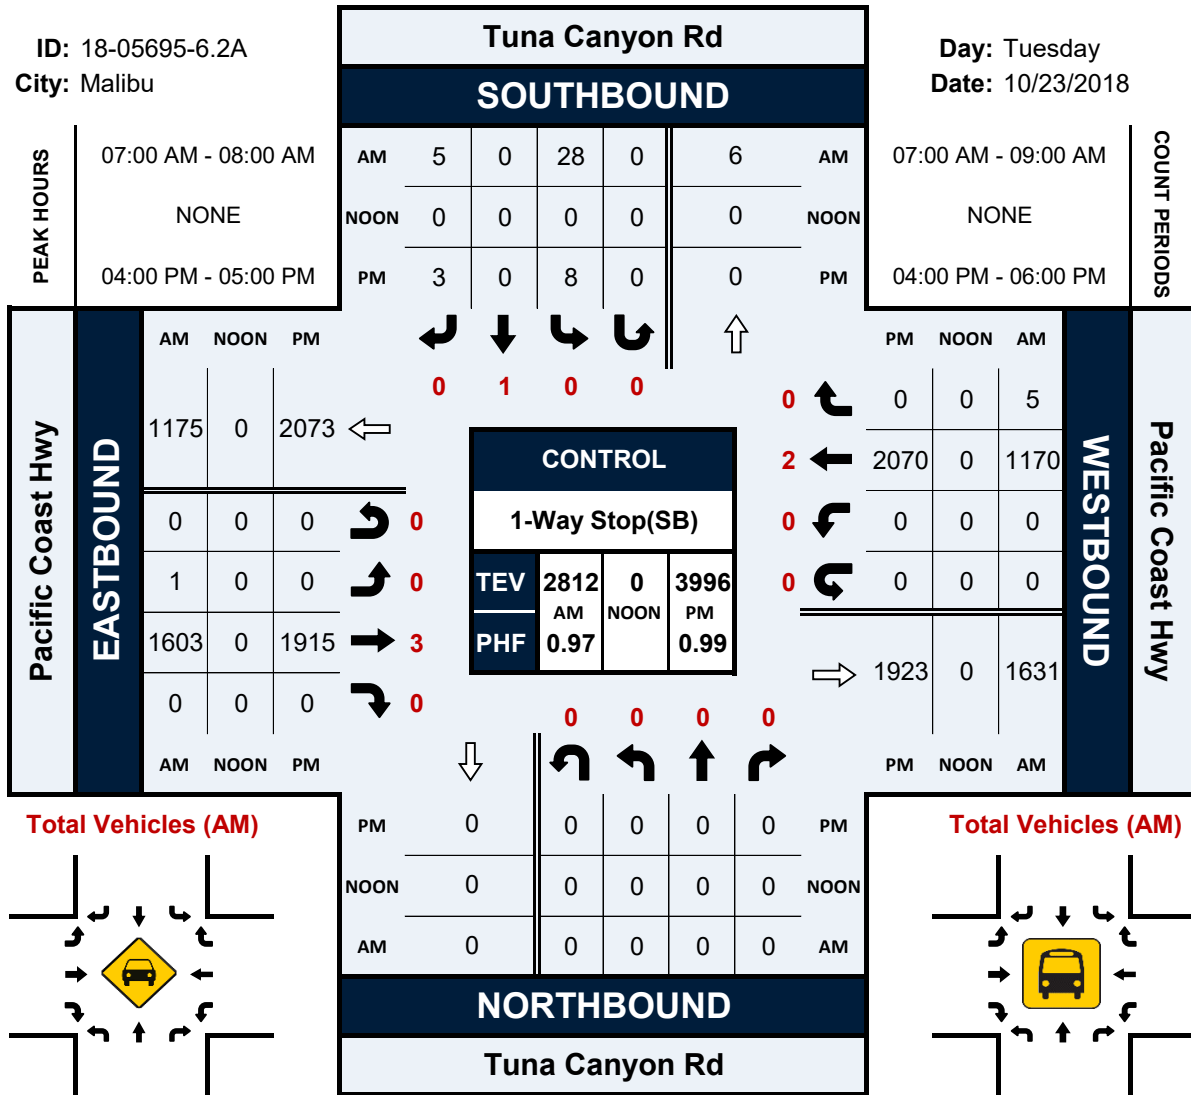 Tuna Canyon Rd
ID: 18-05695-6.2A
Day: Tuesday
City: Malibu
Date: 10/23/2018
SOUTHBOUND
PEAK HOURS
07:00 AM - 08:00 AM
NONE
04:00 PM - 05:00 PM
AM 5 0 28 0 6 AM
NOON 0 0 0 0 0 NOON
PM 3 0 8 0 0 PM
07:00 AM - 09:00 AM
NONE
04:00 PM - 06:00 PM
COUNT PERIODS
0 1 0 0
Pacific Coast Hwy
EASTBOUND
AM NOON PM
1175 0 2073
0 0 0 0
1 0 0 0
1603 0 1915 3
0 0 0 0
AM NOON PM
CONTROL
1-Way Stop(SB)
TEV 2812 0 3996
AM NOON PM
PHF 0.97 0.99
PM NOON AM
0 0 0 5
2 2070 0 1170
0 0 0 0
0 0 0 0
1923 0 1631
PM NOON AM
WESTBOUND
Pacific Coast Hwy
0 0 0 0
PM 0 0 0 0 0 PM
NOON 0 0 0 0 0 NOON
AM 0 0 0 0 0 AM
NORTHBOUND
Tuna Canyon Rd
Total Vehicles (AM)
Total Vehicles (AM)